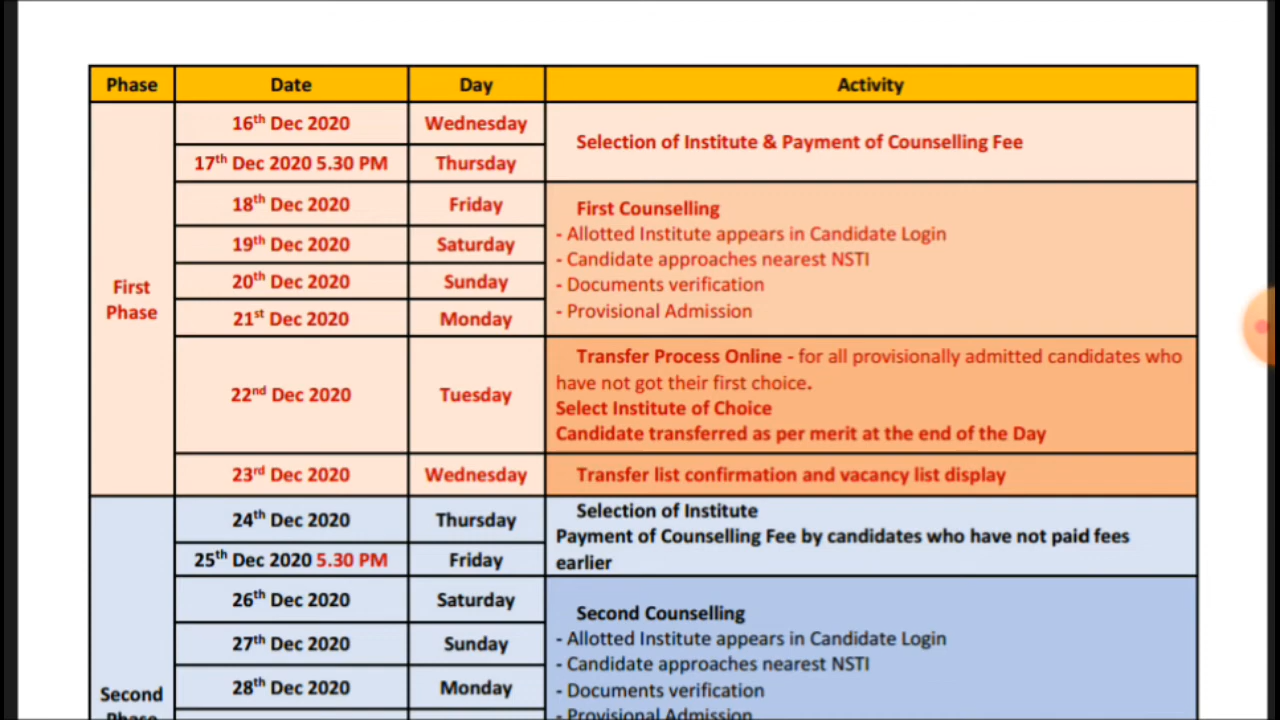 Phase Date Day Activity
First
Phase
16th Dec 2020 Wednesday
17th Dec 2020 5.30 PM Thursday
Selection of Institute & Payment of Counselling Fee
18th Dec 2020 Friday
19th Dec 2020 Saturday
20th Dec 2020 Sunday
21st Dec 2020 Monday
First Counselling
- Allotted Institute appears in Candidate Login
- Candidate approaches nearest NSTI
- Documents verification
- Provisional Admission
22nd Dec 2020 Tuesday
Transfer Process Online - for all provisionally admitted candidates who
have not got their first choice.
Select Institute of Choice
Candidate transferred as per merit at the end of the Day
23rd Dec 2020 Wednesday Transfer list confirmation and vacancy list display
Second
Phase
24th Dec 2020 Thursday
25th Dec 2020 5.30 PM Friday
Selection of Institute
Payment of Counselling Fee by candidates who have not paid fees
earlier
26th Dec 2020 Saturday
27th Dec 2020 Sunday
28th Dec 2020 Monday
Second Counselling
- Allotted Institute appears in Candidate Login
- Candidate approaches nearest NSTI
- Documents verification
- Provisional Admission